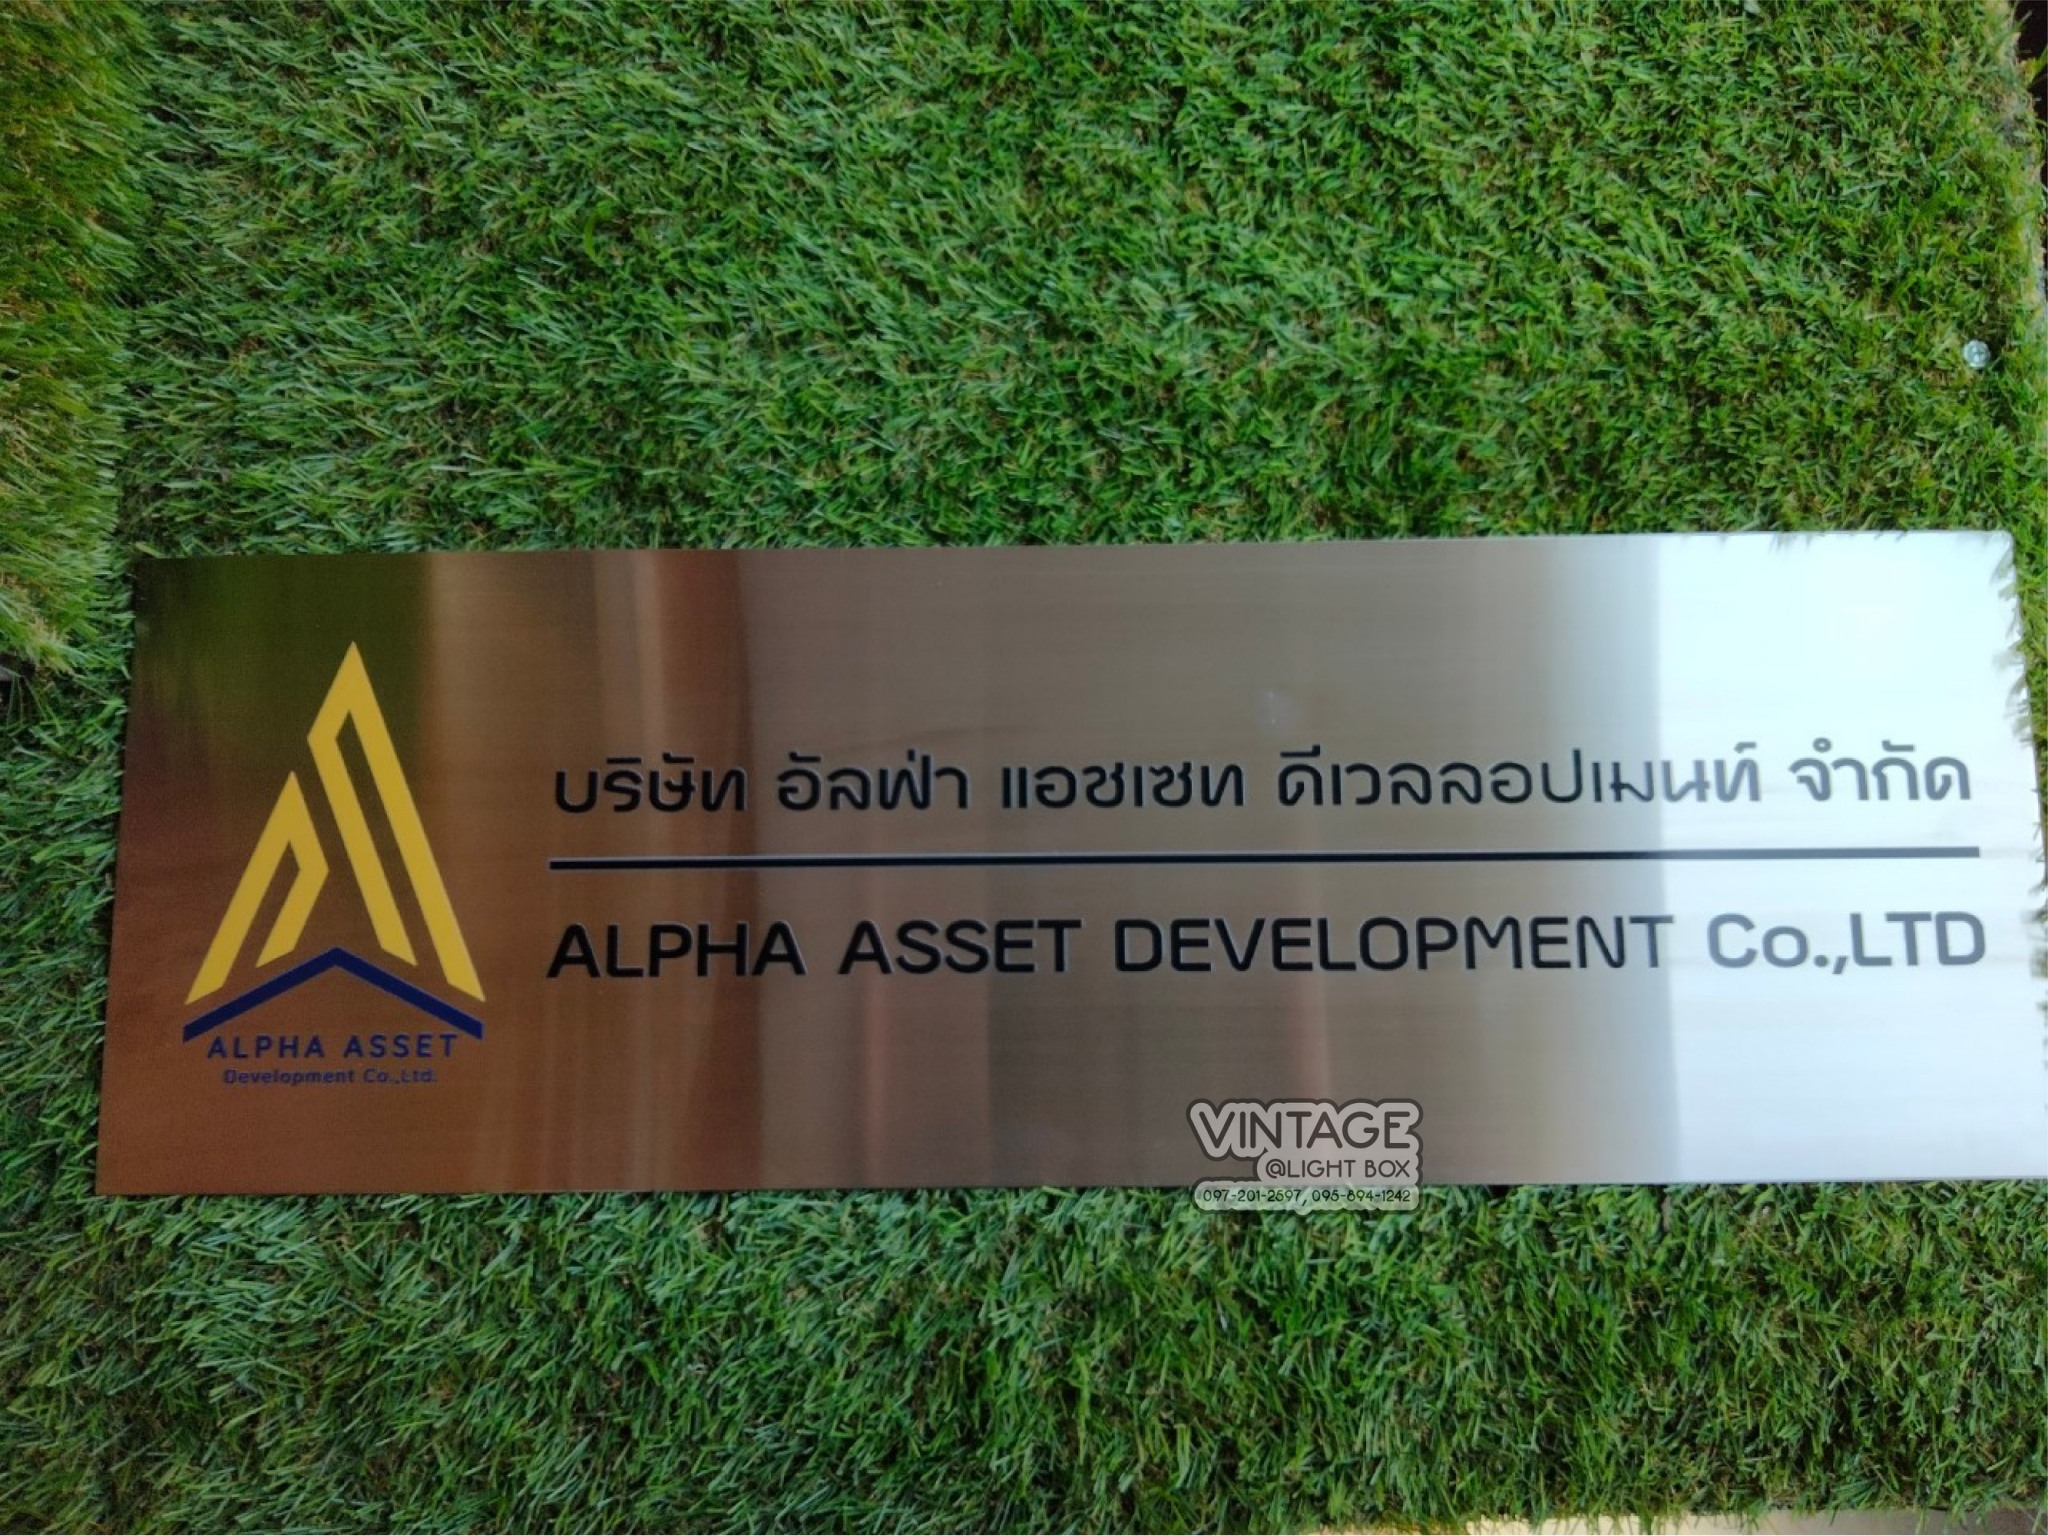 บริษัท อัลฟ่า แอชเซท ดีเวลลอปเมนท์ จำกัด
ALPHA ASSET DEVELOPMENT Co.,LTD
ALPHA ASSET
Development Co.,Ltd.
VINTAGE
@LIGHT BOX
097-201-2597, 095-894-1242